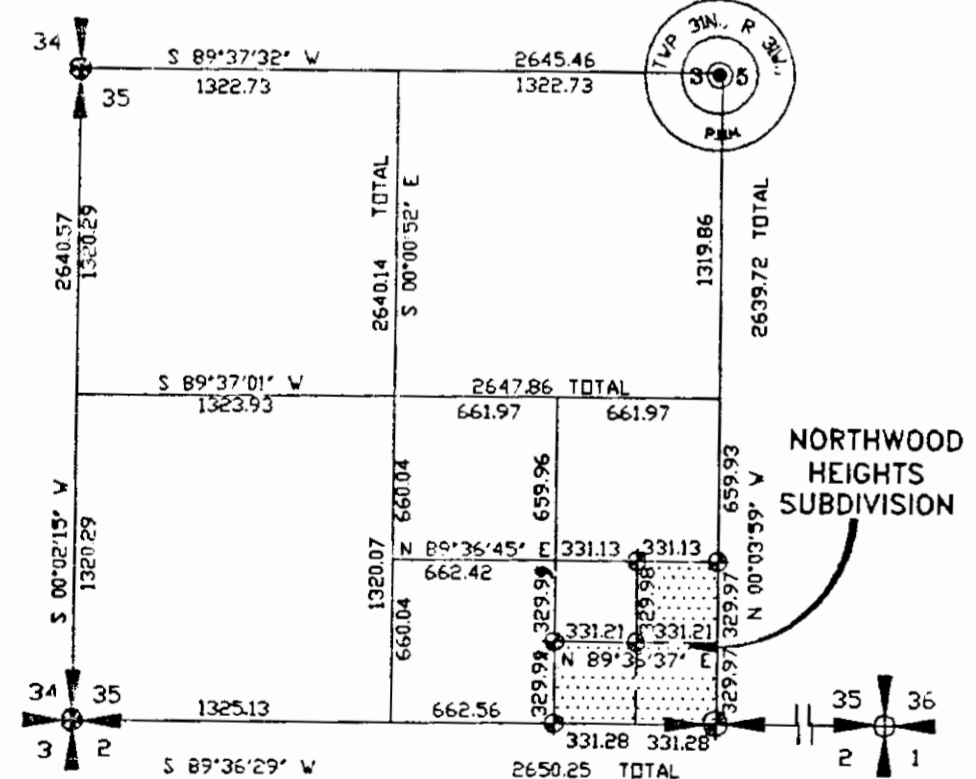 34
35
S 89°37'32" W
2645.46
1322.73
1322.73
TWP 31N., R 31W.,
3 5
P.M.M.
2640.57
1320.29
2640.14 TOTAL
S 00°00'52" E
1319.86
2639.72 TOTAL
S 89°37'01" W
2647.86 TOTAL
1323.93
661.97
661.97
NORTHWOOD
HEIGHTS
SUBDIVISION
S 00°02'15" W
1320.29
660.04
1320.07
660.04
659.96
659.93
N 00°03'59" W
N 89°36'45" E
331.13
331.13
662.42
329.98
329.97
331.21
331.21
N 89°36'37" E
329.97
34 35
3 2
1325.13
662.56
331.28
331.28
S 89°36'29" W
2650.25 TOTAL
35 36
2 1